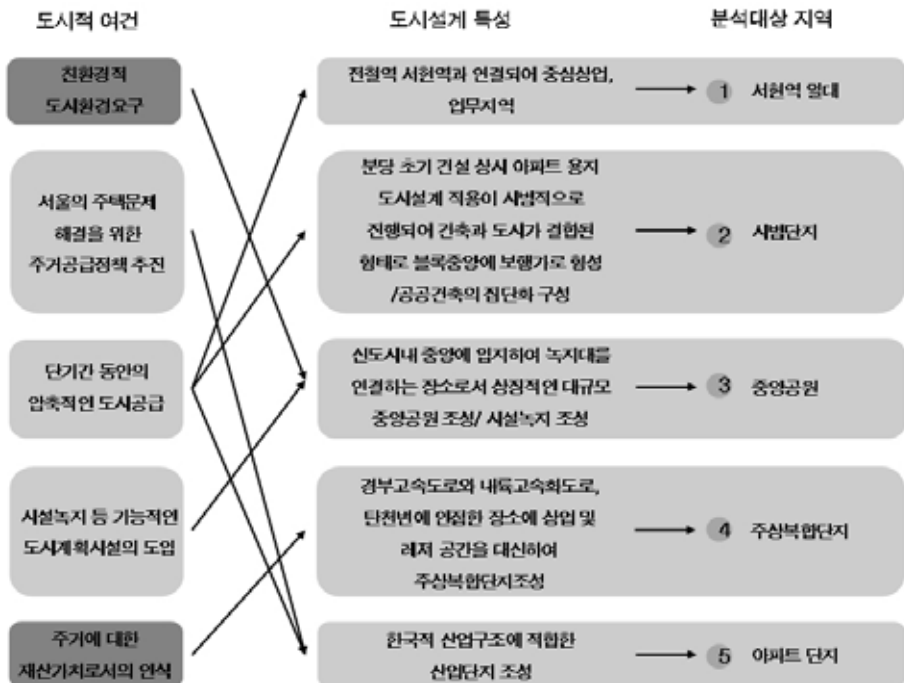 도시적 여건
도시설계 특성
분석대상 지역
친환경적
도시환경요구
전철역 서현역과 연결되어 중심상업,
업무지역
1 서현역 일대
서울의 주택문제
해결을 위한
주거공급정책 추진
분당 초기 건설 상시 아파트 용지
도시설계 적용이 시범적으로
진행되어 건축과 도시가 결합된
형태로 블록중앙에 보행가로 형성
/공공건축의 집단화 구성
2 시범단지
단기간 동안의
압축적인 도시공급
신도시내 중앙에 입지하여 녹지대를
연결하는 장소로서 상징적인 대규모
중앙공원 조성/ 시설녹지 조성
3 중앙공원
시설녹지 등 기능적인
도시계획시설의 도입
경부고속도로와 내륙고속화도로,
탄천변에 인접한 장소에 상업 및
레저 공간을 대신하여
주상복합단지조성
4 주상복합단지
주거에 대한
재산가치로서의 인식
한국적 산업구조에 적합한
산업단지 조성
5 아파트 단지